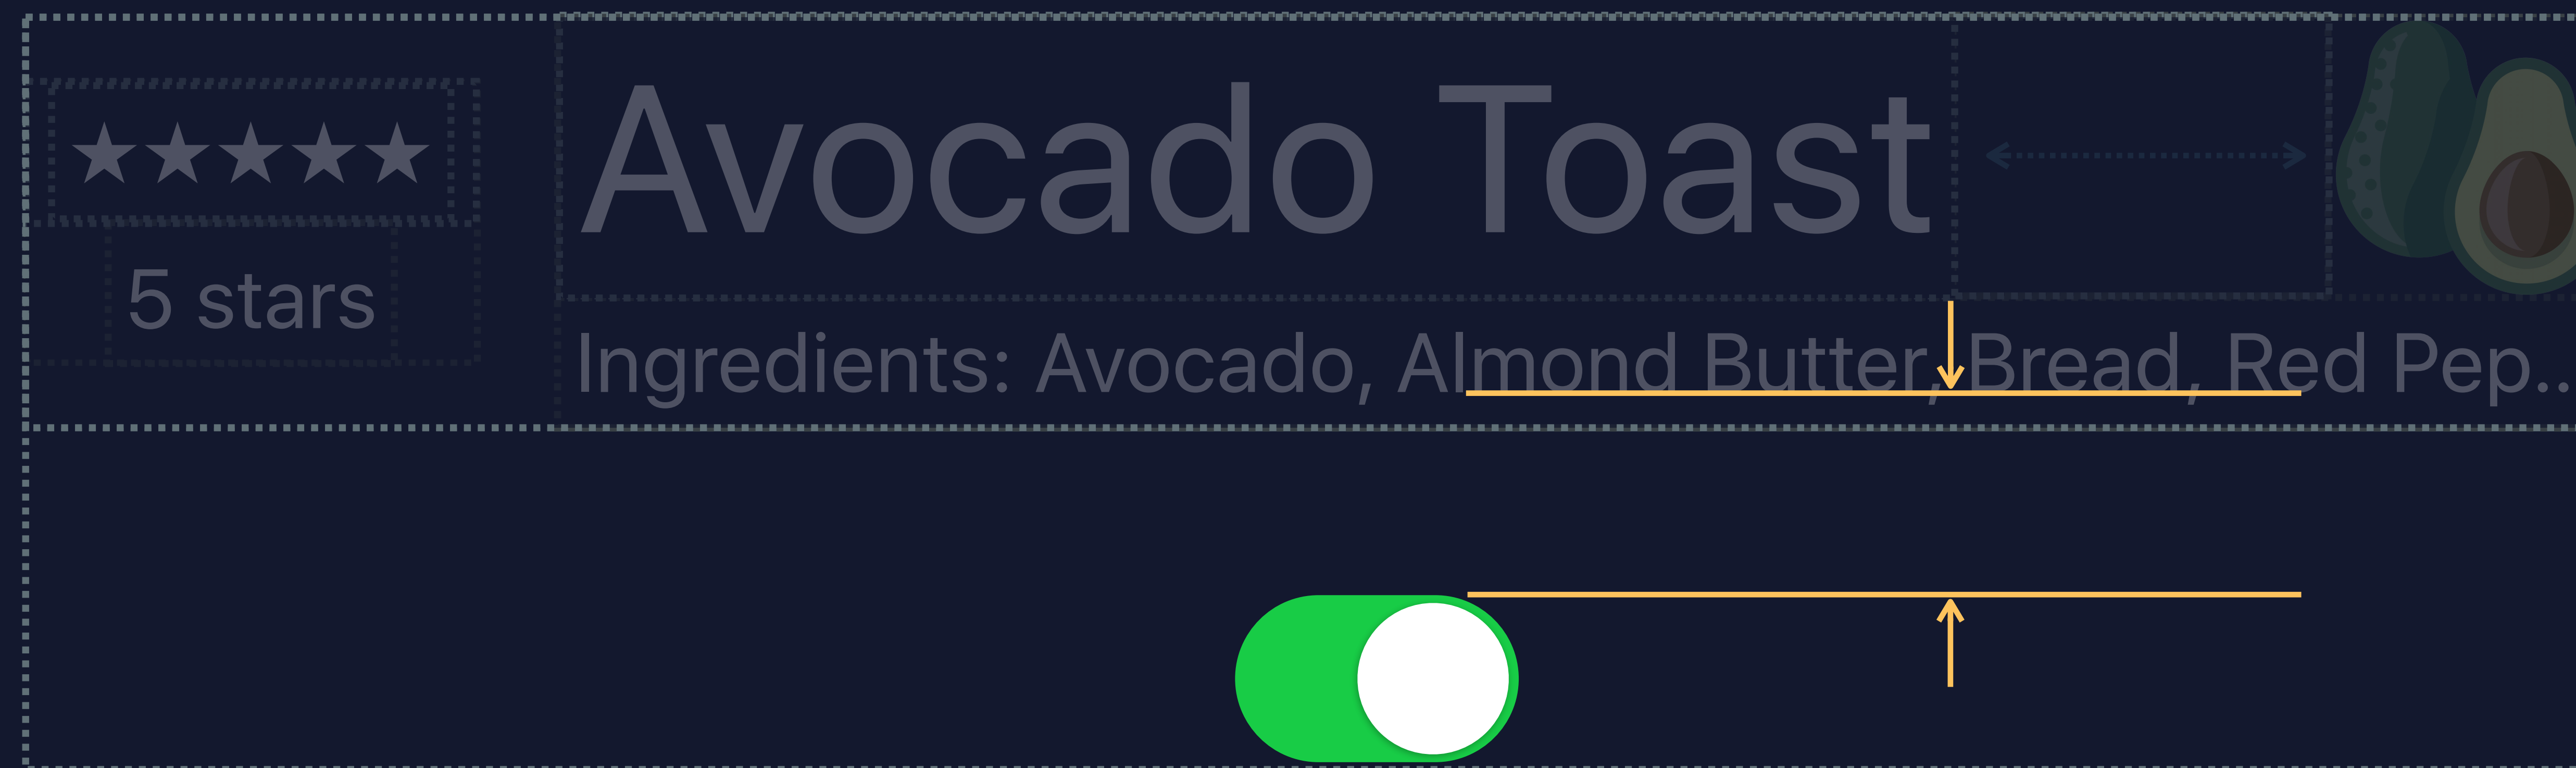 ★★★★★
5 stars
Avocado Toast
Ingredients: Avocado, Almond Butter, Bread, Red Pep..